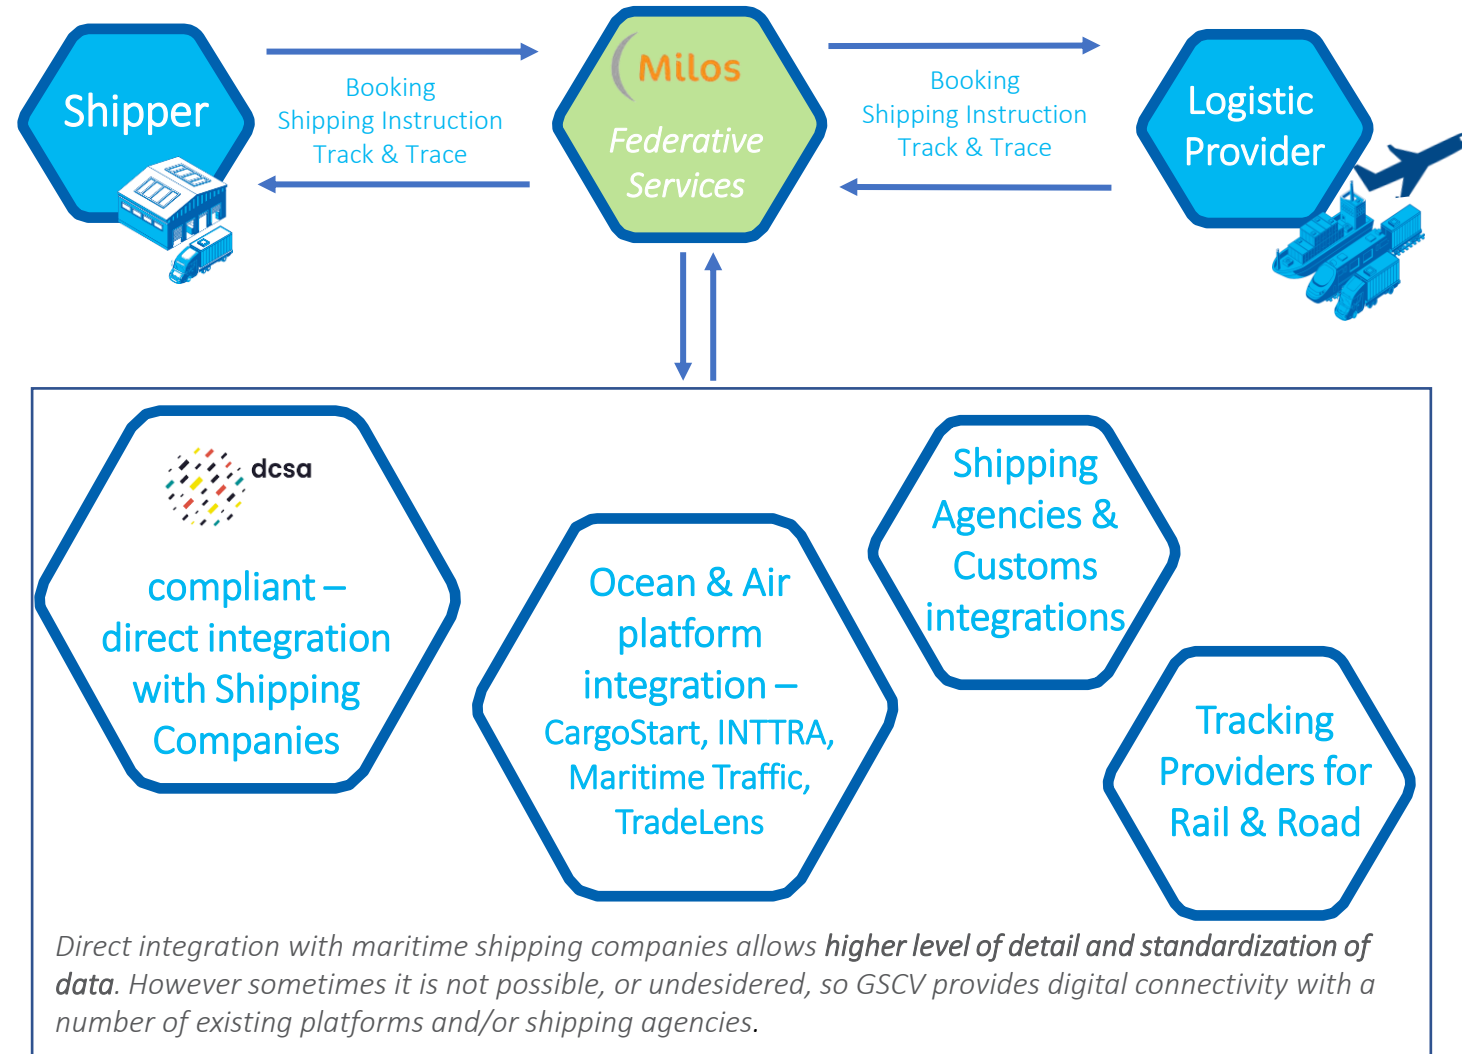 Shipper
Booking
Shipping Instruction
Track & Trace
Milos
Federative
Services
Booking
Shipping Instruction
Track & Trace
Logistic
Provider
dcsa
compliant –
direct integration
with Shipping
Companies
Ocean & Air
platform
integration –
CargoStart, INTTRA,
Maritime Traffic,
TradeLens
Shipping
Agencies &
Customs
integrations
Tracking
Providers for
Rail & Road
Direct integration with maritime shipping companies allows higher level of detail and standardization of
data. However sometimes it is not possible, or undesidered, so GSCV provides digital connectivity with a
number of existing platforms and/or shipping agencies.